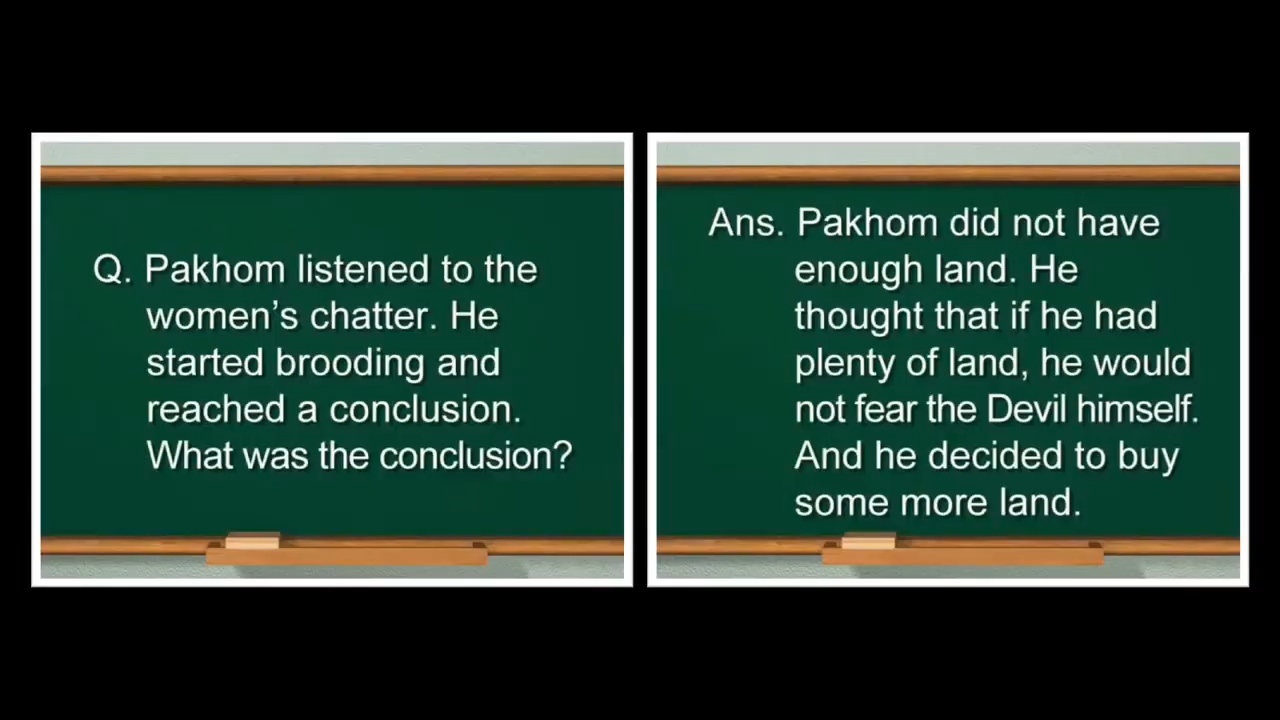 Q. Pakhom listened to the
women’s chatter. He
started brooding and
reached a conclusion.
What was the conclusion?
Ans. Pakhom did not have
enough land. He
thought that if he had
plenty of land, he would
not fear the Devil himself.
And he decided to buy
some more land.